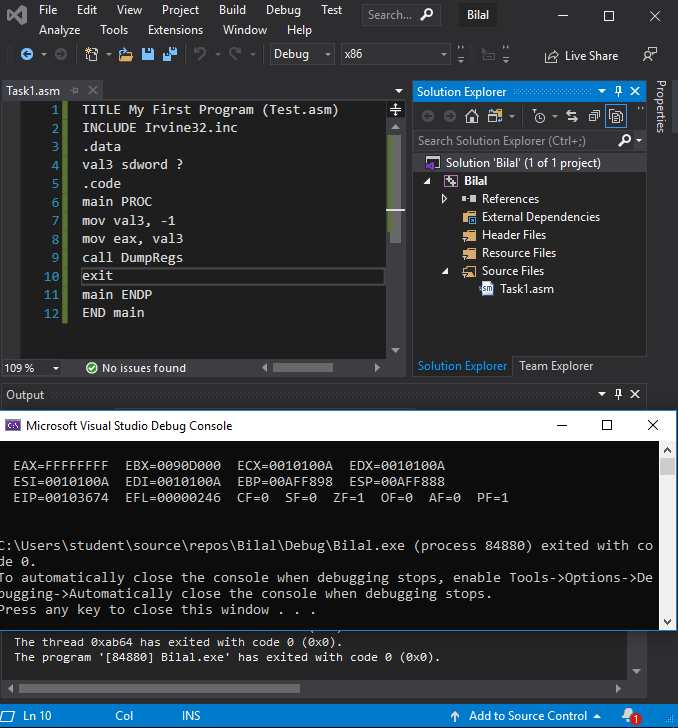 File Edit View Project Build Debug Test Search... Bilal
Analyze Tools Extensions Window Help
Debug x86 Live Share
Task1.asm
1 TITLE My First Program (Test.asm)
2 INCLUDE Irvine32.inc
3 .data
4 val3 sdword ?
5 .code
6 main PROC
7 mov val3, -1
8 mov eax, val3
9 call DumpRegs
10 exit
11 main ENDP
12 END main
109 % No issues found
Solution Explorer
Search Solution Explorer (Ctrl+;)
Solution 'Bilal' (1 of 1 project)
Bilal
References
External Dependencies
Header Files
Resource Files
Source Files
Task1.asm
Solution Explorer Team Explorer
Properties
Output
Microsoft Visual Studio Debug Console
EAX=FFFFFFFF EBX=0090D000 ECX=0010100A EDX=0010100A
ESI=0010100A EDI=0010100A EBP=00AFF898 ESP=00AFF888
EIP=00103674 EFL=00000246 CF=0 SF=0 ZF=1 OF=0 AF=0 PF=1
C:\Users\student\source\repos\Bilal\Debug\Bilal.exe (process 84880) exited with co
de 0.
To automatically close the console when debugging stops, enable Tools->Options->De
bugging->Automatically close the console when debugging stops.
Press any key to close this window . . .
The thread 0xab64 has exited with code 0 (0x0).
The program '[84880] Bilal.exe' has exited with code 0 (0x0).
Ln 10 Col INS Add to Source Control 1